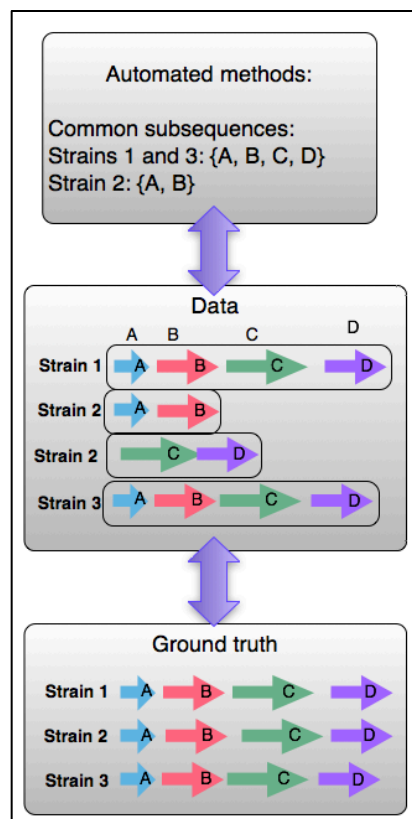 Automated methods:
Common subsequences:
Strains 1 and 3: {A, B, C, D}
Strain 2: {A, B}
Data
A B C D
Strain 1 A B C D
Strain 2 A B
Strain 2 C D
Strain 3 A B C D
Ground truth
Strain 1 A B C D
Strain 2 A B C D
Strain 3 A B C D